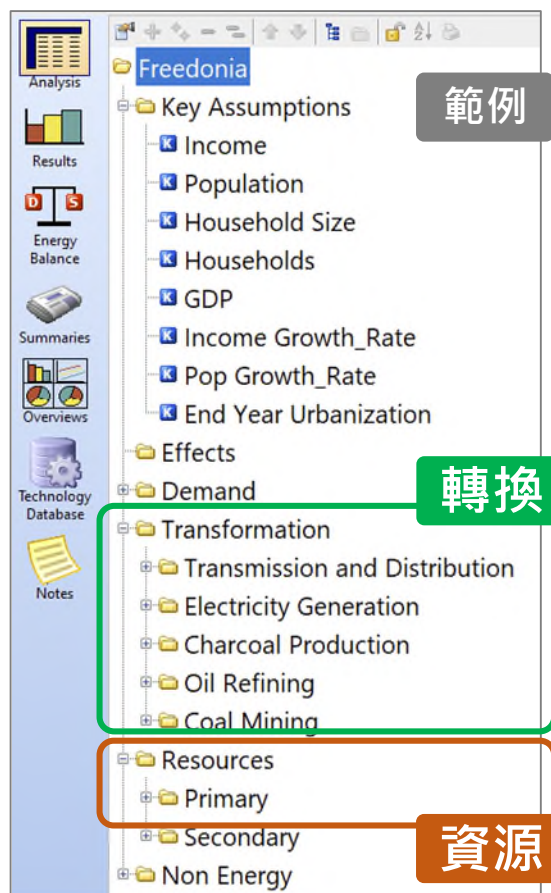 Analysis
Results
D S
Energy
Balance
Summaries
Overviews
Technology
Database
Notes
Freedonia
範例
Key Assumptions
K Income
K Population
K Household Size
K Households
K GDP
K Income Growth_Rate
K Pop Growth_Rate
K End Year Urbanization
Effects
Demand
轉換
Transformation
Transmission and Distribution
Electricity Generation
Charcoal Production
Oil Refining
Coal Mining
Resources
Primary
Secondary
資源
Non Energy